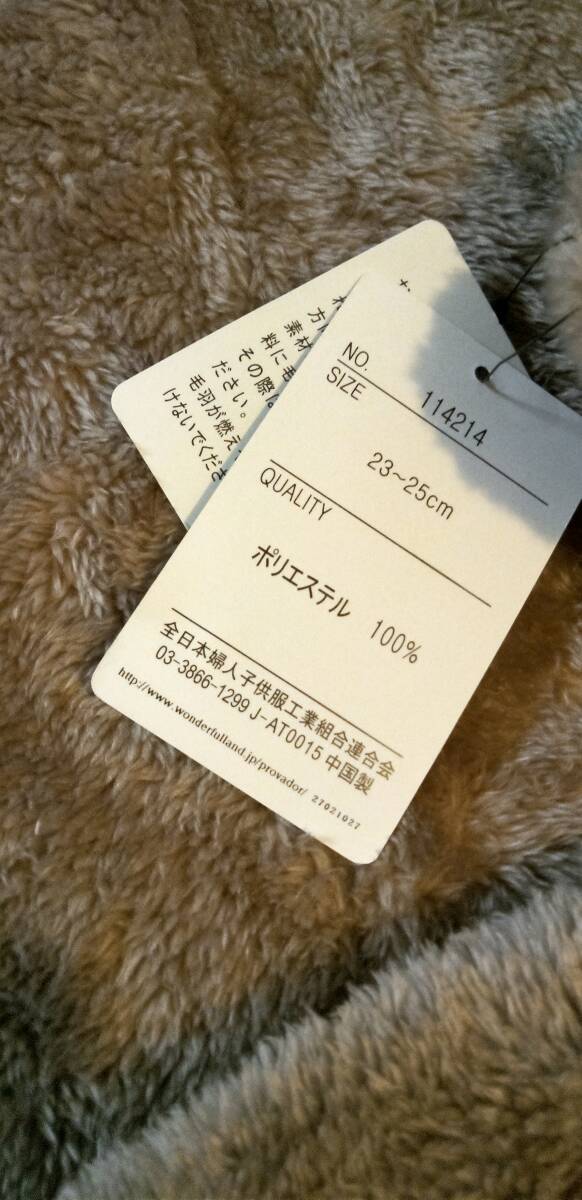 NO. 114214
SIZE
23~25cm
QUALITY
ポリエステル 100%
全日本婦人子供服工業組合連合会
03-3866-1299 J-AT0015 中国製
http://www.wonderfulland.jp/provador/ 27021027
素材
料に毛
その際は
ださい。
毛羽が燃え
けないでくださ